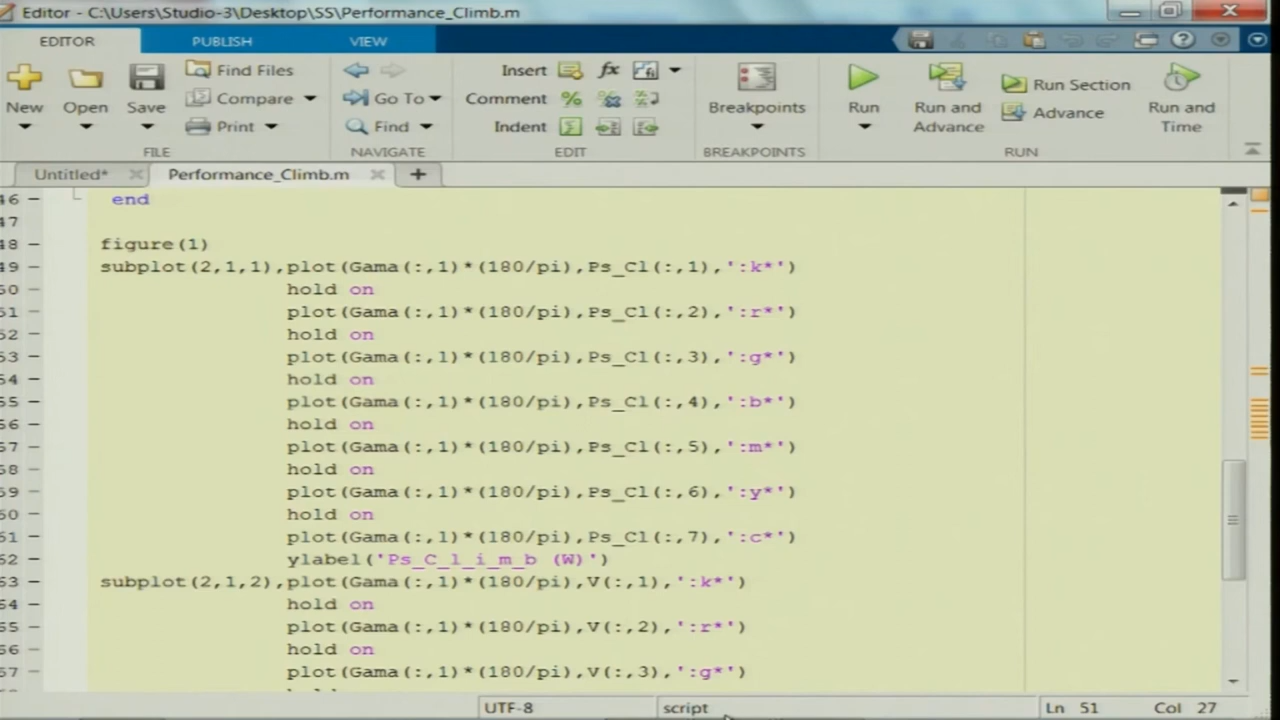 Editor - C:\Users\Studio-3\Desktop\SS\Performance_Climb.m
EDITOR PUBLISH VIEW
New Open Save Find Files Compare Print FILE
Go To Find NAVIGATE
Insert fx Comment Indent EDIT
Breakpoints BREAKPOINTS
Run Run and Advance Run Section Advance Run and Time RUN
Untitled* Performance_Climb.m
46 end
47
48 figure(1)
49 subplot(2,1,1),plot(Gama(:,1)*(180/pi),Ps_Cl(:,1),':k*')
50 hold on
51 plot(Gama(:,1)*(180/pi),Ps_Cl(:,2),':r*')
52 hold on
53 plot(Gama(:,1)*(180/pi),Ps_Cl(:,3),':g*')
54 hold on
55 plot(Gama(:,1)*(180/pi),Ps_Cl(:,4),':b*')
56 hold on
57 plot(Gama(:,1)*(180/pi),Ps_Cl(:,5),':m*')
58 hold on
59 plot(Gama(:,1)*(180/pi),Ps_Cl(:,6),':y*')
60 hold on
61 plot(Gama(:,1)*(180/pi),Ps_Cl(:,7),':c*')
62 ylabel('Ps_C_l_i_m_b (W)')
63 subplot(2,1,2),plot(Gama(:,1)*(180/pi),V(:,1),':k*')
64 hold on
65 plot(Gama(:,1)*(180/pi),V(:,2),':r*')
66 hold on
67 plot(Gama(:,1)*(180/pi),V(:,3),':g*')
UTF-8 script Ln 51 Col 27